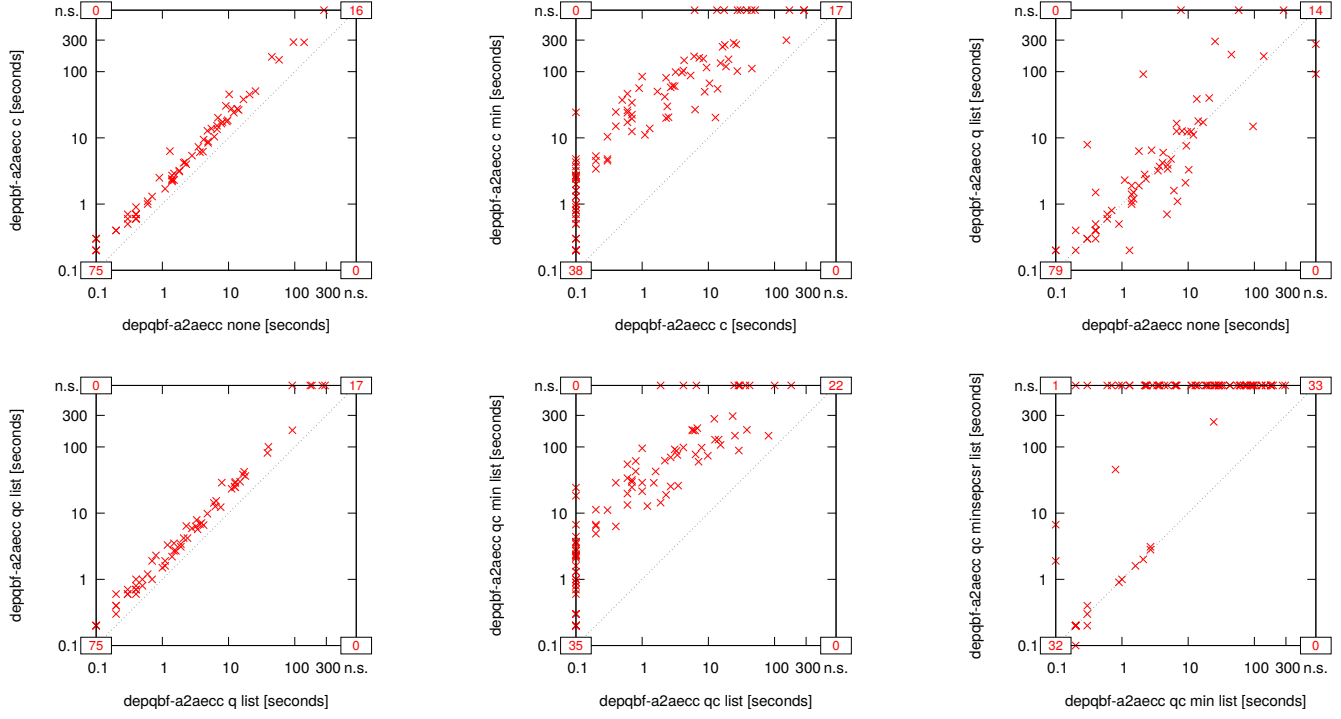 n.s. 0 16
300
100
10
1
0.1 75 0
0.1 1 10 100 300 n.s.
depqbf-a2aecc c [seconds]
depqbf-a2aecc none [seconds]
n.s. 0 17
300
100
10
1
0.1 38 0
0.1 1 10 100 300 n.s.
depqbf-a2aecc c min [seconds]
depqbf-a2aecc c [seconds]
n.s. 0 14
300
100
10
1
0.1 79 0
0.1 1 10 100 300 n.s.
depqbf-a2aecc q list [seconds]
depqbf-a2aecc none [seconds]
n.s. 0 17
300
100
10
1
0.1 75 0
0.1 1 10 100 300 n.s.
depqbf-a2aecc qc list [seconds]
depqbf-a2aecc q list [seconds]
n.s. 0 22
300
100
10
1
0.1 35 0
0.1 1 10 100 300 n.s.
depqbf-a2aecc qc min list [seconds]
depqbf-a2aecc qc list [seconds]
n.s. 1 33
300
100
10
1
0.1 32 0
0.1 1 10 100 300 n.s.
depqbf-a2aecc qc minsepcsr list [seconds]
depqbf-a2aecc qc min list [seconds]